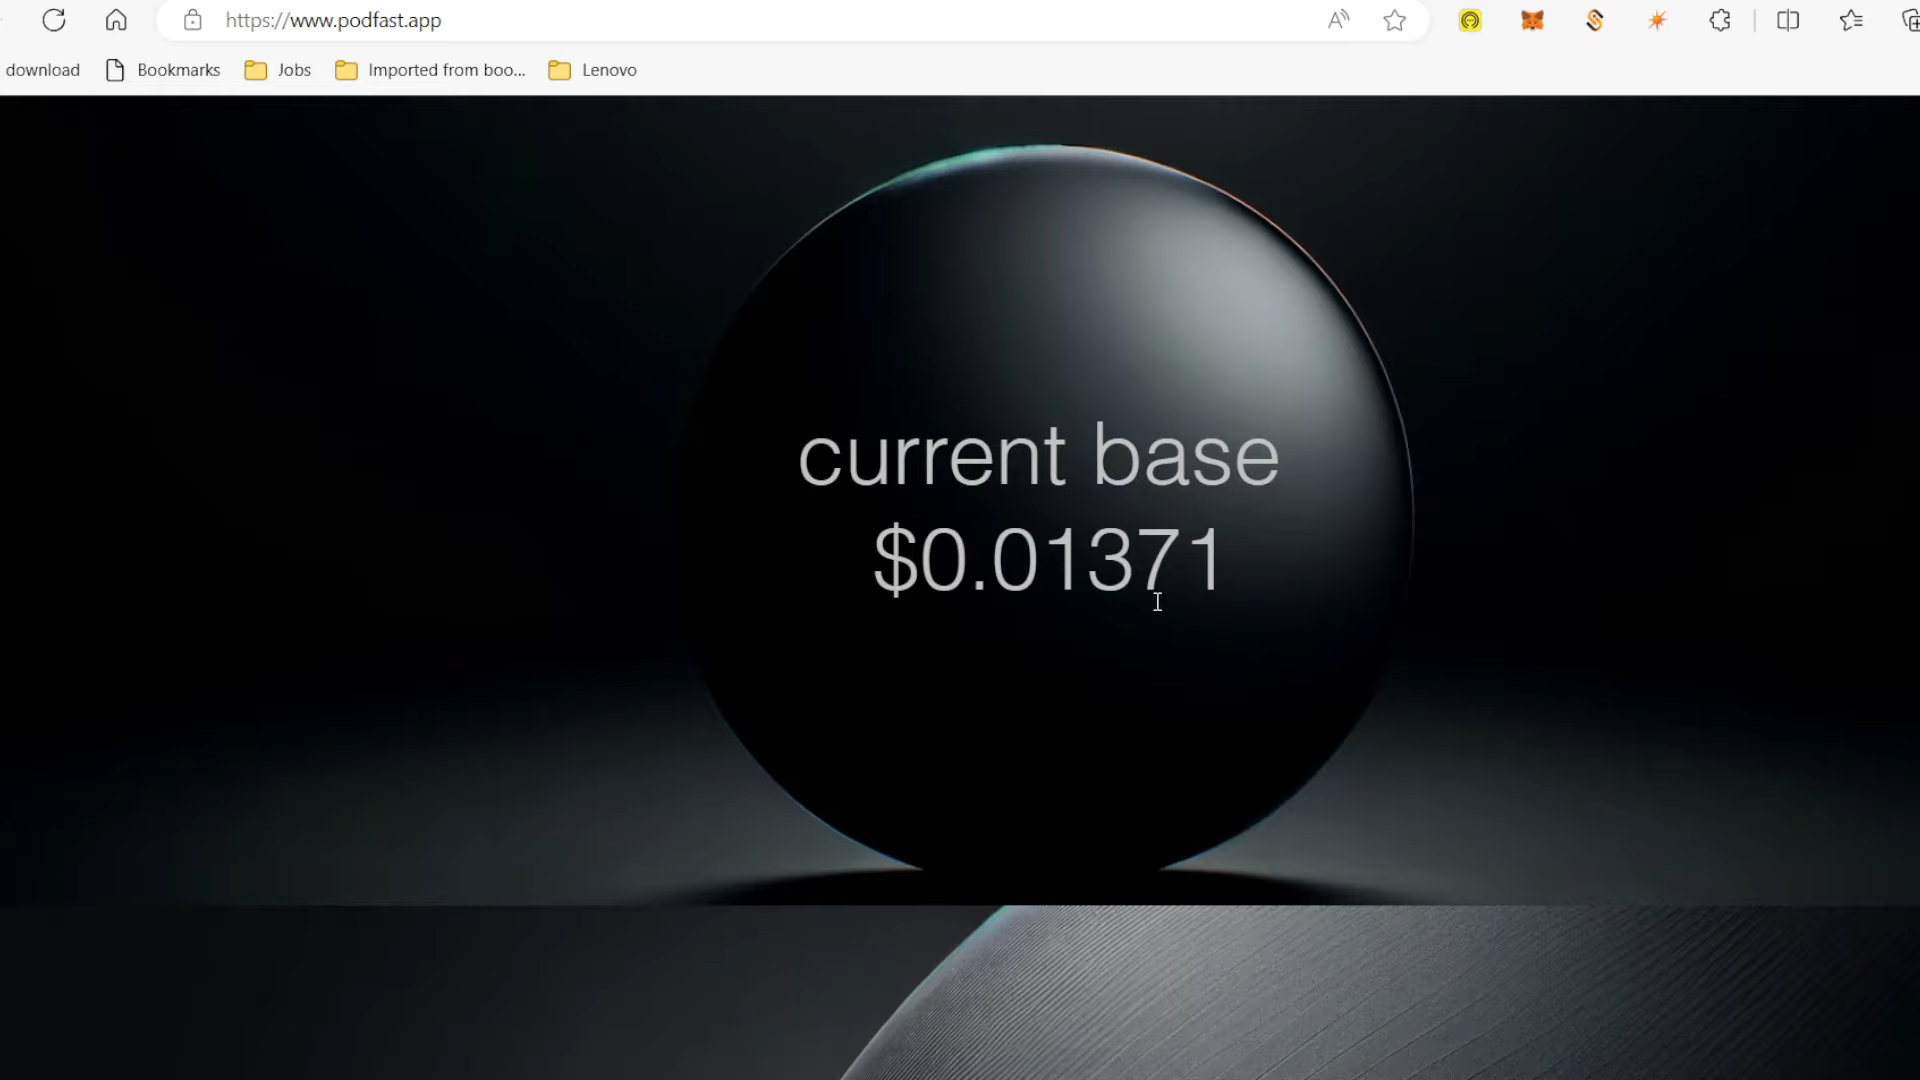 https://www.podfast.app
download Bookmarks Jobs Imported from boo... Lenovo
current base
$0.01371